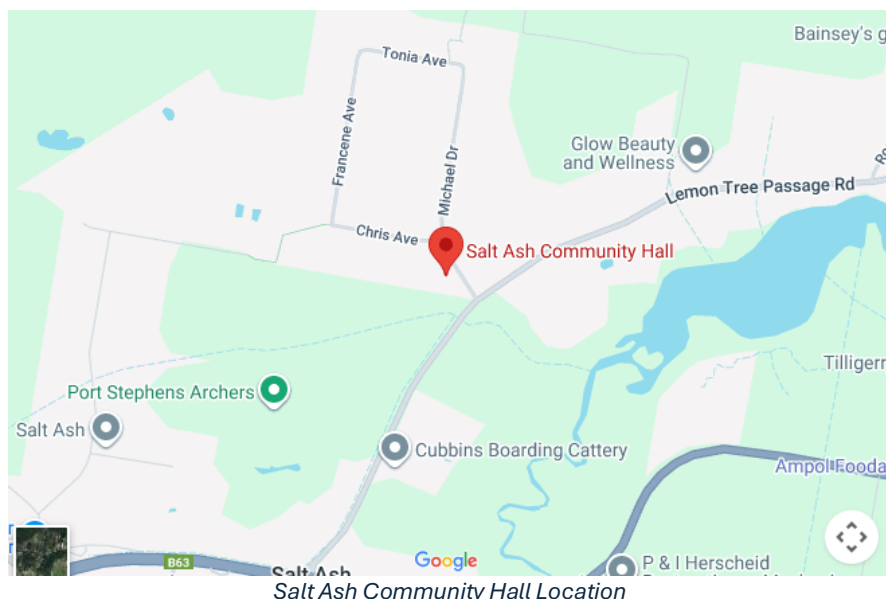 Bainsey's g
Tonia Ave
Francene Ave
Michael Dr
Glow Beauty
and Wellness
Lemon Tree Passage Rd
Chris Ave
Salt Ash Community Hall
Tilligerr
Port Stephens Archers
Salt Ash
Cubbins Boarding Cattery
Ampol Fooda
B63
Salt Ash
Google
P & I Herscheid
Salt Ash Community Hall Location